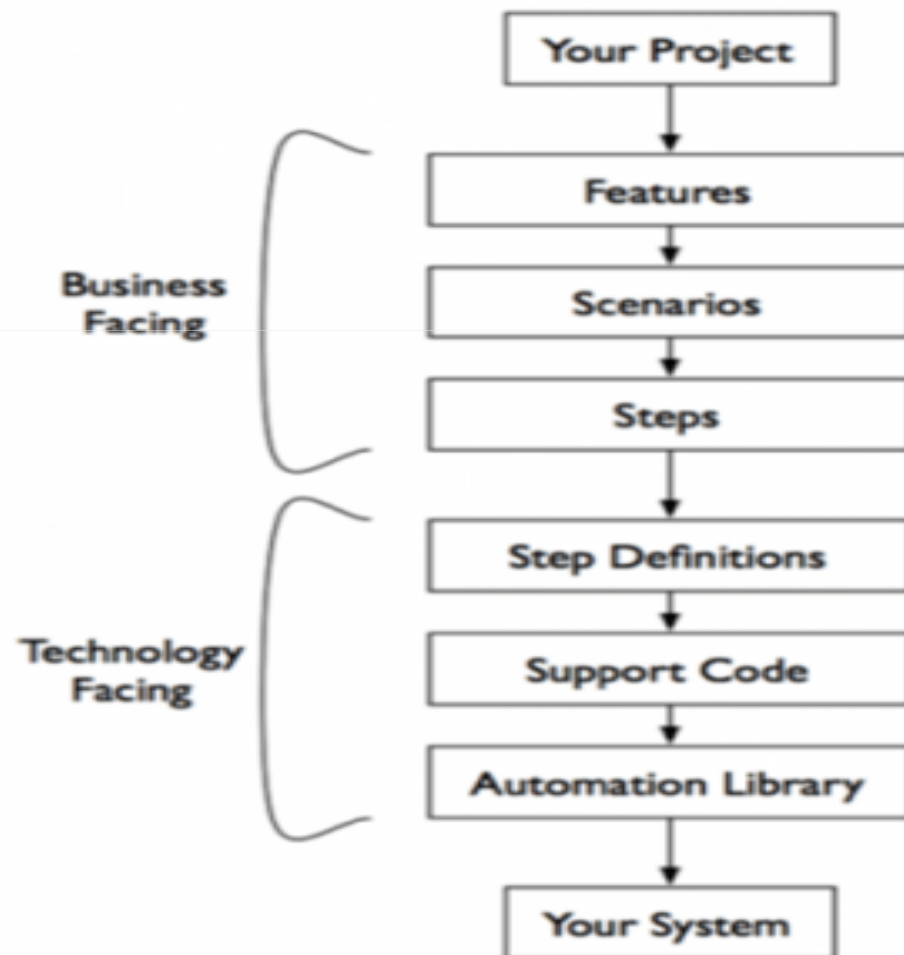 Your Project
Features
Business
Facing
Scenarios
Steps
Step Definitions
Technology
Facing
Support Code
Automation Library
Your System